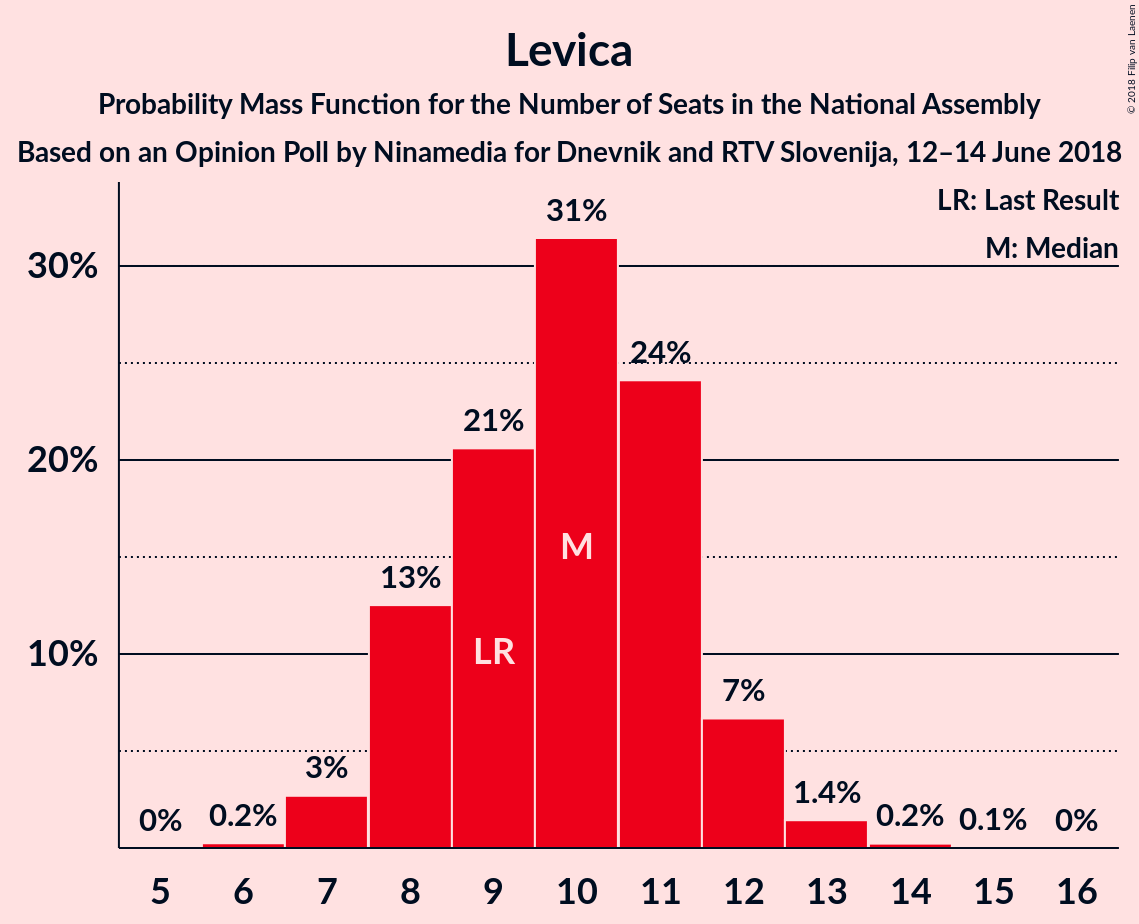 Levica
Probability Mass Function for the Number of Seats in the National Assembly
Based on an Opinion Poll by Ninamedia for Dnevnik and RTV Slovenija, 12–14 June 2018
© 2018 Filip van Laenen
LR: Last Result
M: Median
30%
20%
10%
0%
0.2%
3%
13%
21%
31%
24%
7%
1.4%
0.2%
0.1%
0%
LR
M
5 6 7 8 9 10 11 12 13 14 15 16